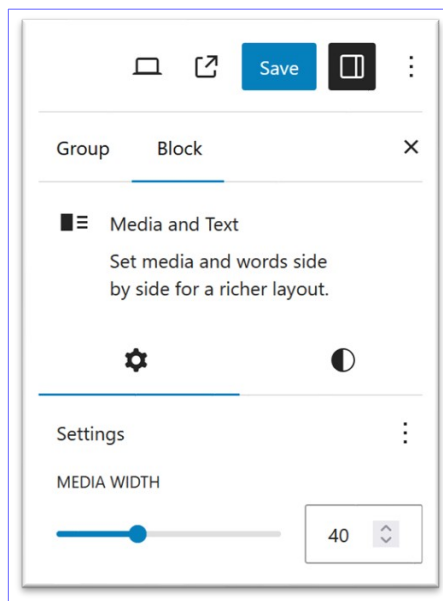 Save
Group Block
Media and Text
Set media and words side
by side for a richer layout.
Settings
MEDIA WIDTH
40